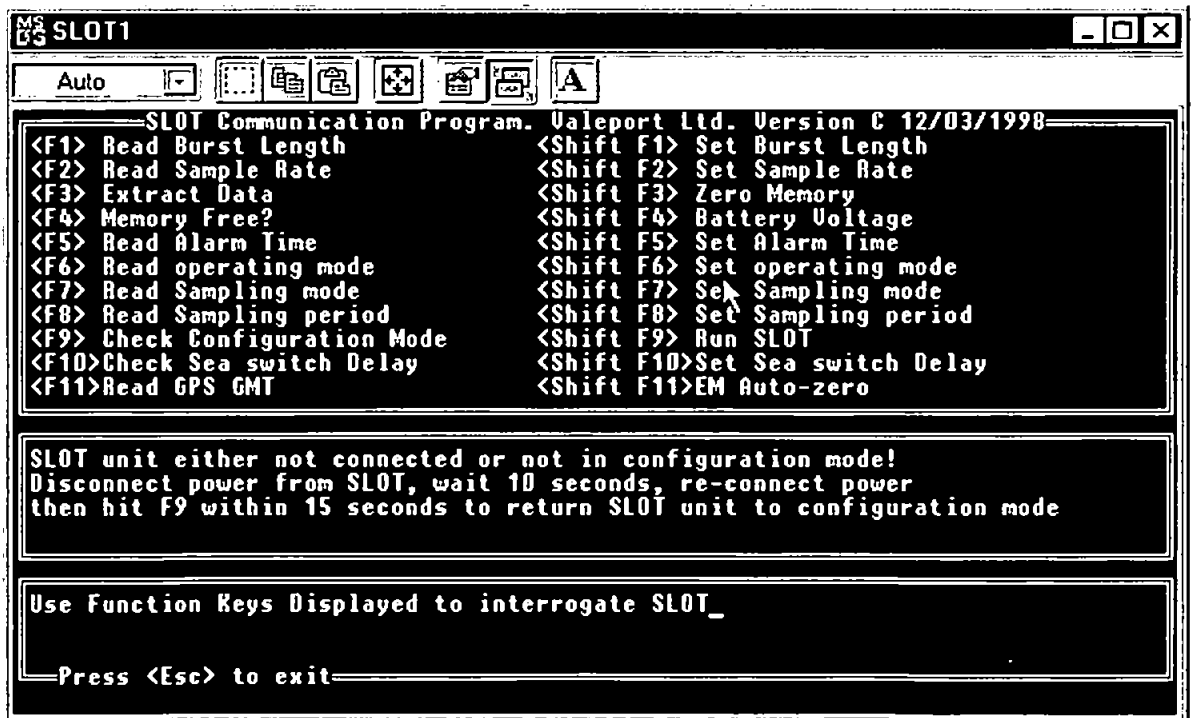 MS DS SLOT1
Auto A
SLOT Communication Program. Valeport Ltd. Version C 12/03/1998
<F1> Read Burst Length <Shift F1> Set Burst Length
<F2> Read Sample Rate <Shift F2> Set Sample Rate
<F3> Extract Data <Shift F3> Zero Memory
<F4> Memory Free? <Shift F4> Battery Voltage
<F5> Read Alarm Time <Shift F5> Set Alarm Time
<F6> Read operating mode <Shift F6> Set operating mode
<F7> Read Sampling mode <Shift F7> Set Sampling mode
<F8> Read Sampling period <Shift F8> Set Sampling period
<F9> Check Configuration Mode <Shift F9> Run SLOT
<F10>Check Sea switch Delay <Shift F10>Set Sea switch Delay
<F11>Read GPS GMT <Shift F11>EM Auto-zero
SLOT unit either not connected or not in configuration mode!
Disconnect power from SLOT, wait 10 seconds, re-connect power
then hit F9 within 15 seconds to return SLOT unit to configuration mode
Use Function Keys Displayed to interrogate SLOT_
Press <Esc> to exit